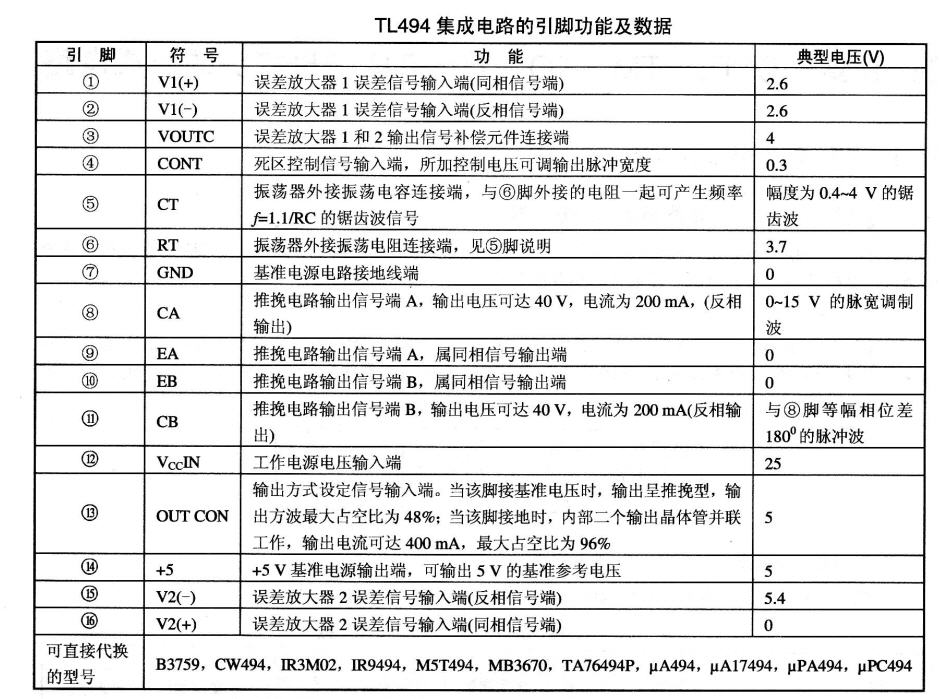 TL494 集成电路的引脚功能及数据
引 脚 符 号 功 能 典型电压(V)
① V1(+) 误差放大器 1 误差信号输入端(同相信号端) 2.6
② V1(−) 误差放大器 1 误差信号输入端(反相信号端) 2.6
③ VOUTC 误差放大器 1 和 2 输出信号补偿元件连接端 4
④ CONT 死区控制信号输入端，所加控制电压可调输出脉冲宽度 0.3
⑤ CT 振荡器外接振荡电容连接端，与⑥脚外接的电阻一起可产生频率
f=1.1/RC 的锯齿波信号
幅度为 0.4~4 V 的锯
齿波
⑥ RT 振荡器外接振荡电阻连接端，见⑤脚说明 3.7
⑦ GND 基准电源电路接地线端 0
⑧ CA 推挽电路输出信号端 A，输出电压可达 40 V，电流为 200 mA，(反相
输出)
0~15 V 的脉宽调制
波
⑨ EA 推挽电路输出信号端 A，属同相信号输出端 0
⑩ EB 推挽电路输出信号端 B，属同相信号输出端 0
⑪ CB 推挽电路输出信号端 B，输出电压可达 40 V，电流为 200 mA(反相输
出)
与⑧脚等幅相位差
180⁰ 的脉冲波
⑫ VCCIN 工作电源电压输入端 25
⑬ OUT CON 输出方式设定信号输入端。当该脚接基准电压时，输出呈推挽型，输
出方波最大占空比为 48%；当该脚接地时，内部二个输出晶体管并联
工作，输出电流可达 400 mA，最大占空比为 96%
5
⑭ +5 +5 V 基准电源输出端，可输出 5 V 的基准参考电压 5
⑮ V2(−) 误差放大器 2 误差信号输入端(反相信号端) 5.4
⑯ V2(+) 误差放大器 2 误差信号输入端(同相信号端) 0
可直接代换
的型号
B3759，CW494，IR3M02，IR9494，M5T494，MB3670，TA76494P，μA494，μA17494，μPA494，μPC494